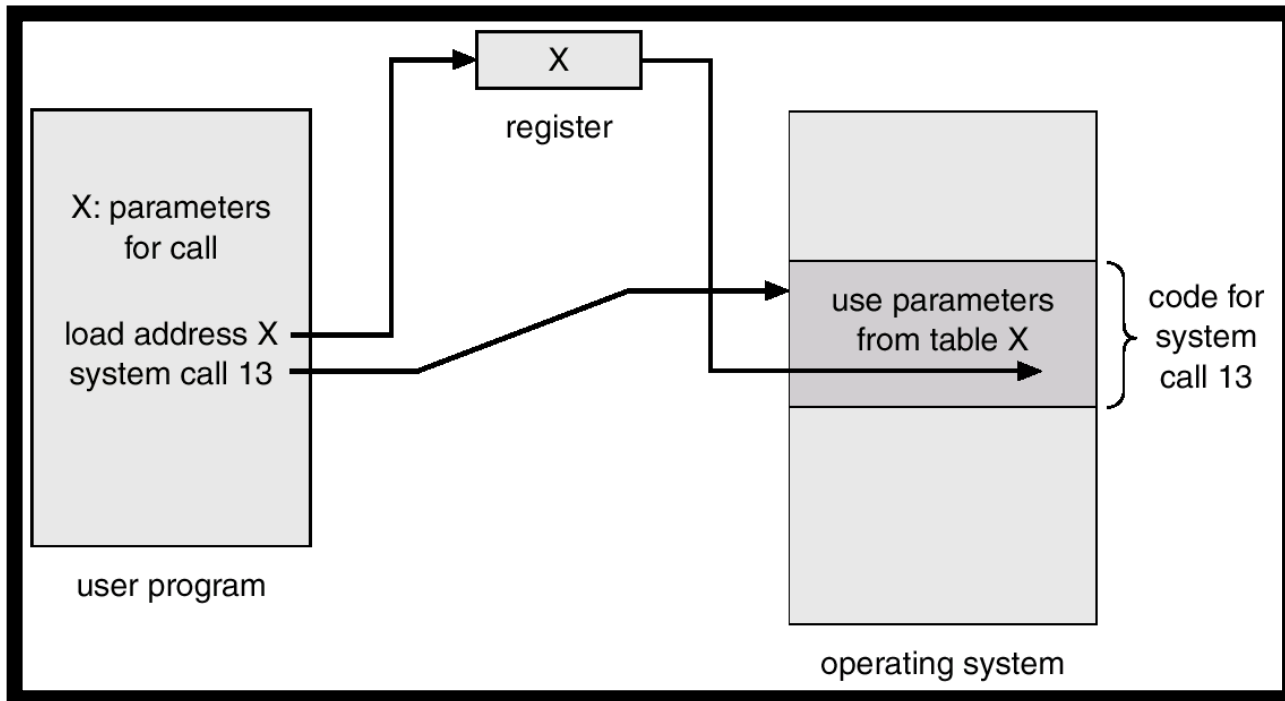 X
register
X: parameters
for call
load address X
system call 13
user program
use parameters
from table X
code for
system
call 13
operating system